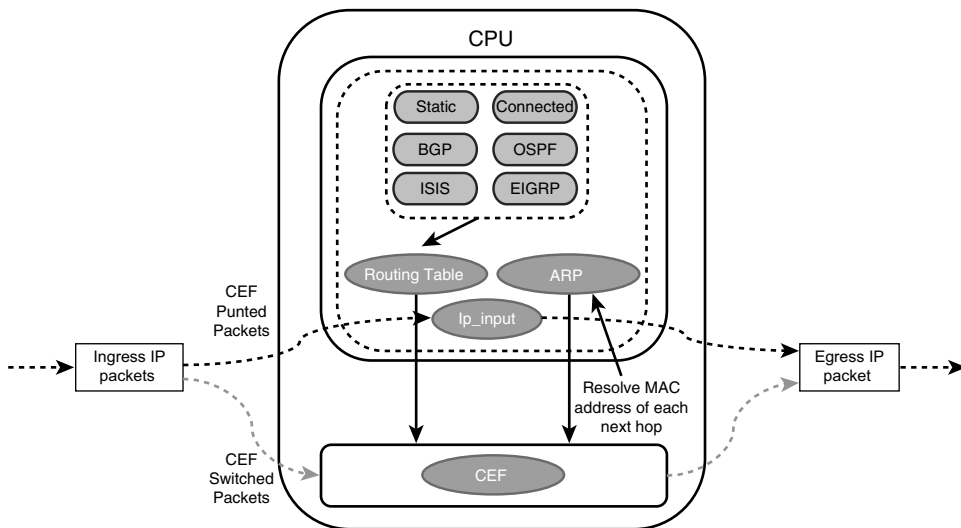 CPU
Static
Connected
BGP
OSPF
ISIS
EIGRP
Routing Table
ARP
CEF
Punted
Packets
Ip_input
Ingress IP
packets
Egress IP
packet
Resolve MAC
address of each
next hop
CEF
Switched
Packets
CEF